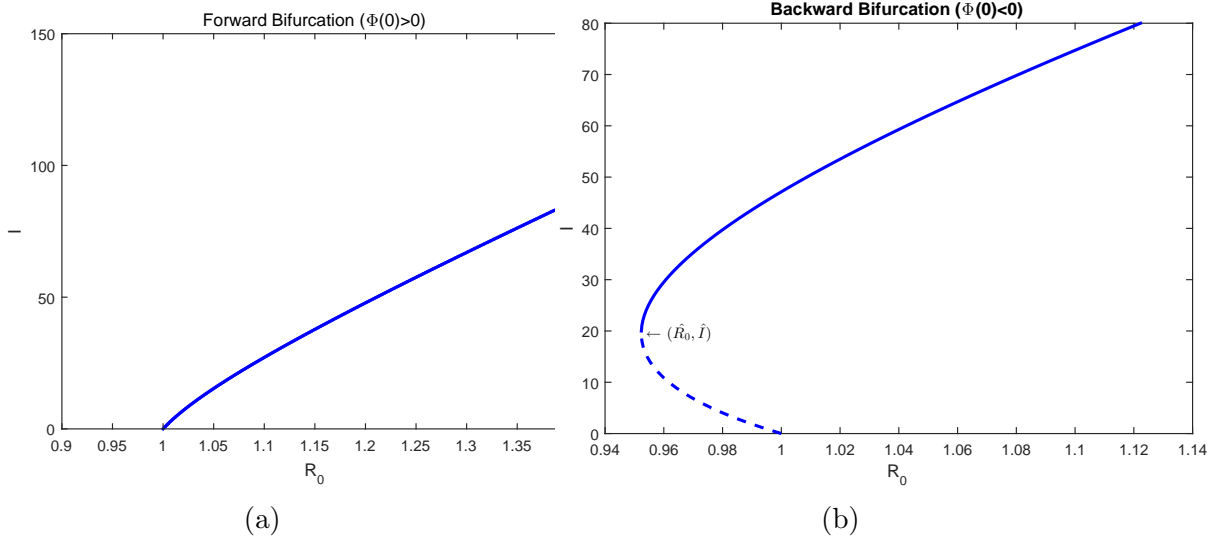 Forward Bifurcation (Φ(0)>0)
150
100
50
0
I
0.9 0.95 1 1.05 1.1 1.15 1.2 1.25 1.3 1.35
R_0
(a)
Backward Bifurcation (Φ(0)<0)
80
70
60
50
40
30
20
10
0
I
← (R̂_0, Î)
0.94 0.96 0.98 1 1.02 1.04 1.06 1.08 1.1 1.12 1.14
R_0
(b)